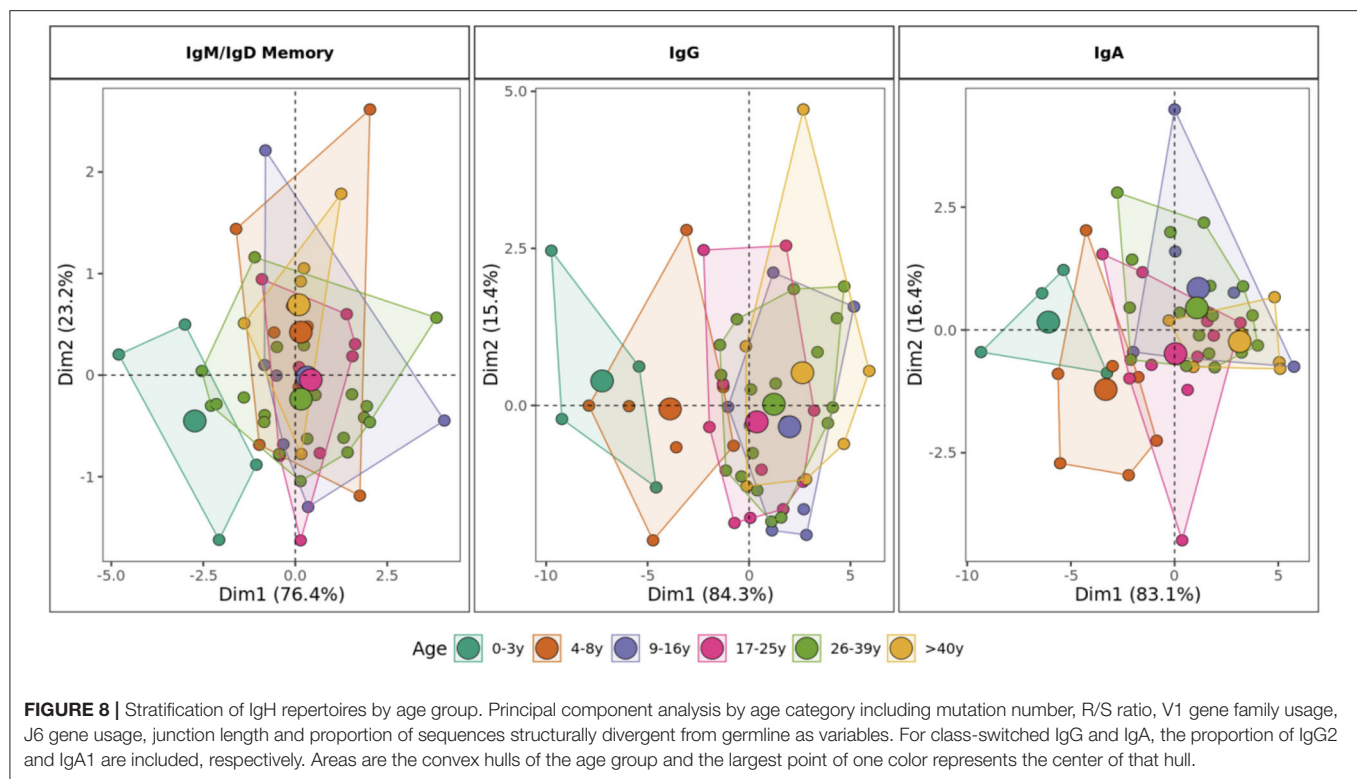 IgM/IgD Memory
IgG
IgA
Dim2 (23.2%)
2
1
0
-1
-5.0
-2.5
0.0
2.5
Dim1 (76.4%)
Dim2 (15.4%)
5.0
2.5
0.0
-10
-5
0
5
Dim1 (84.3%)
Dim2 (16.4%)
2.5
0.0
-2.5
-10
-5
0
5
Dim1 (83.1%)
Age 0-3y 4-8y 9-16y 17-25y 26-39y >40y
FIGURE 8 | Stratification of IgH repertoires by age group. Principal component analysis by age category including mutation number, R/S ratio, V1 gene family usage,
J6 gene usage, junction length and proportion of sequences structurally divergent from germline as variables. For class-switched IgG and IgA, the proportion of IgG2
and IgA1 are included, respectively. Areas are the convex hulls of the age group and the largest point of one color represents the center of that hull.